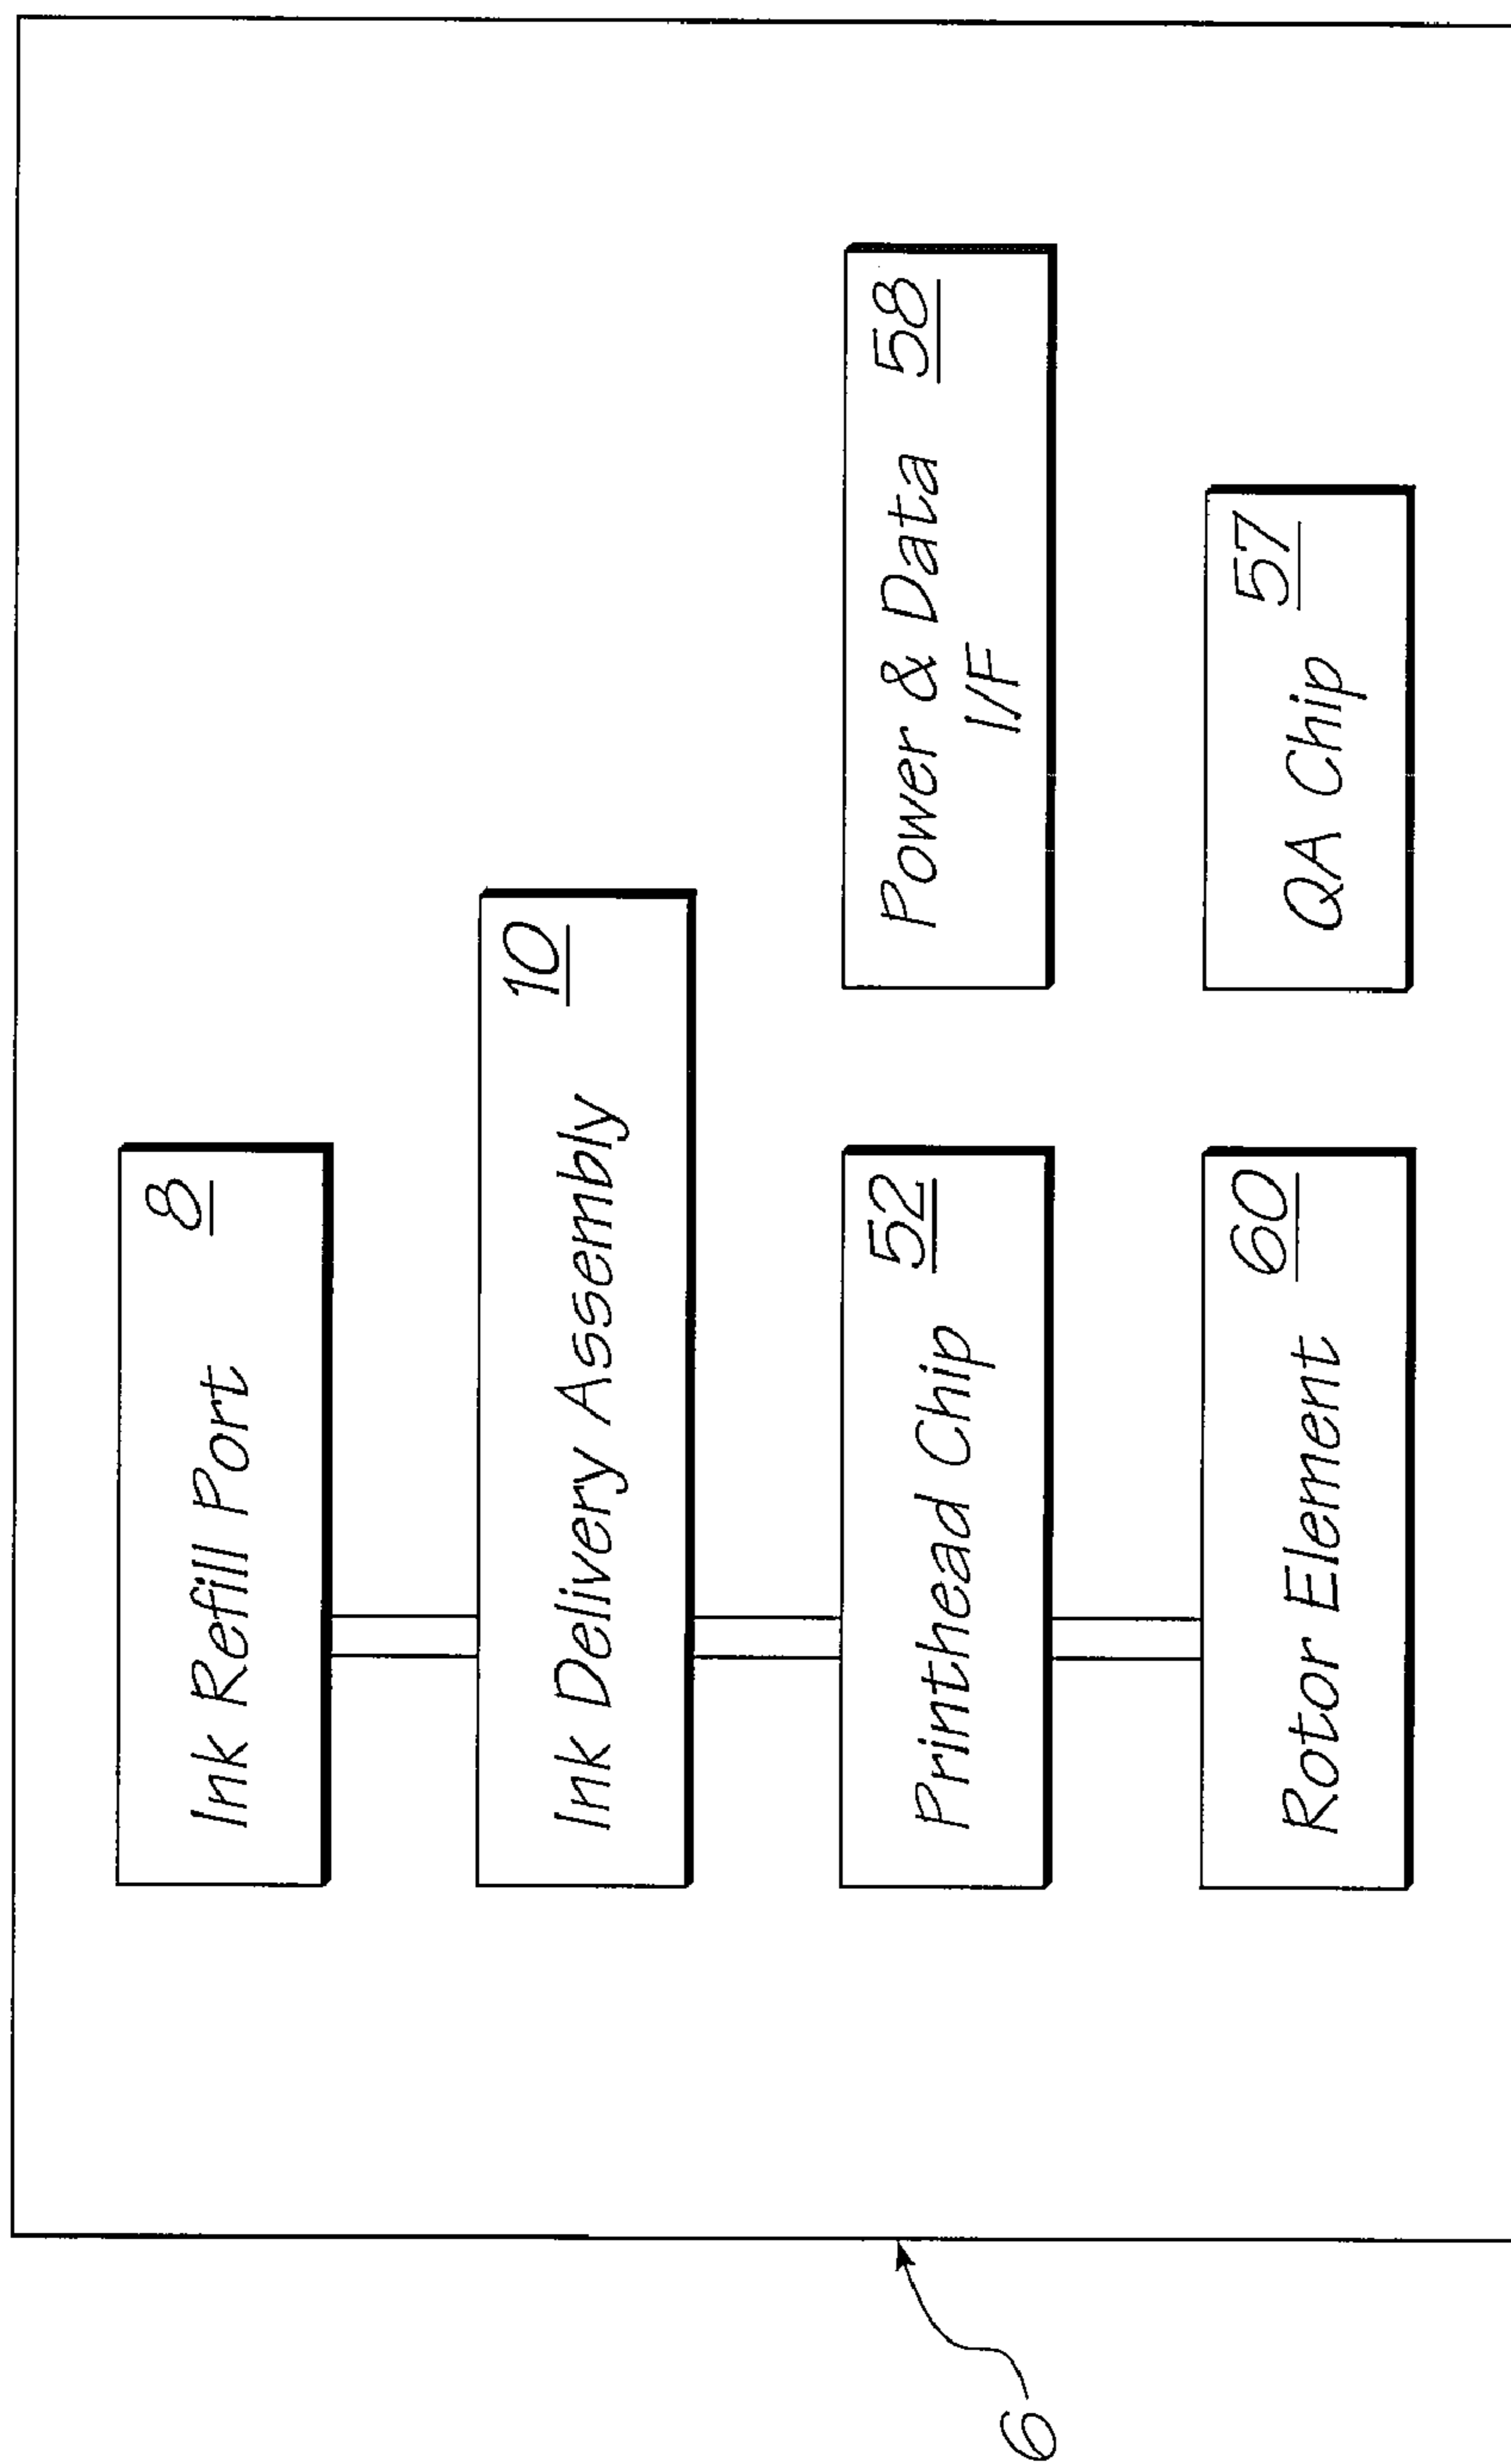 Ink Refill Port 8
Ink Delivery Assembly 10
Printhead Chip 52
Power & Data 58
I/F
Rotor Element 60
QA Chip 57
6